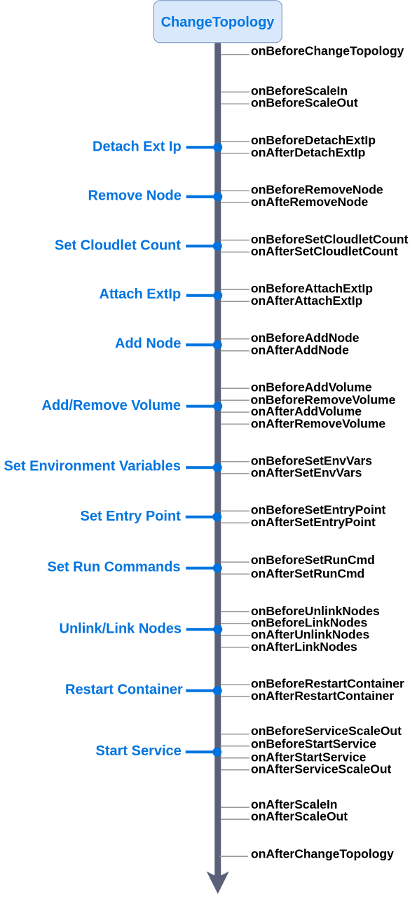 ChangeTopology
onBeforeChangeTopology
onBeforeScaleIn
onBeforeScaleOut
Detach Ext Ip
onBeforeDetachExtIp
onAfterDetachExtIp
Remove Node
onBeforeRemoveNode
onAfteRemoveNode
Set Cloudlet Count
onBeforeSetCloudletCount
onAfterSetCloudletCount
Attach ExtIp
onBeforeAttachExtIp
onAfterAttachExtIp
Add Node
onBeforeAddNode
onAfterAddNode
Add/Remove Volume
onBeforeAddVolume
onBeforeRemoveVolume
onAfterAddVolume
onAfterRemoveVolume
Set Environment Variables
onBeforeSetEnvVars
onAfterSetEnvVars
Set Entry Point
onBeforeSetEntryPoint
onAfterSetEntryPoint
Set Run Commands
onBeforeSetRunCmd
onAfterSetRunCmd
Unlink/Link Nodes
onBeforeUnlinkNodes
onBeforeLinkNodes
onAfterUnlinkNodes
onAfterLinkNodes
Restart Container
onBeforeRestartContainer
onAfterRestartContainer
Start Service
onBeforeServiceScaleOut
onBeforeStartService
onAfterStartService
onAfterServiceScaleOut
onAfterScaleIn
onAfterScaleOut
onAfterChangeTopology